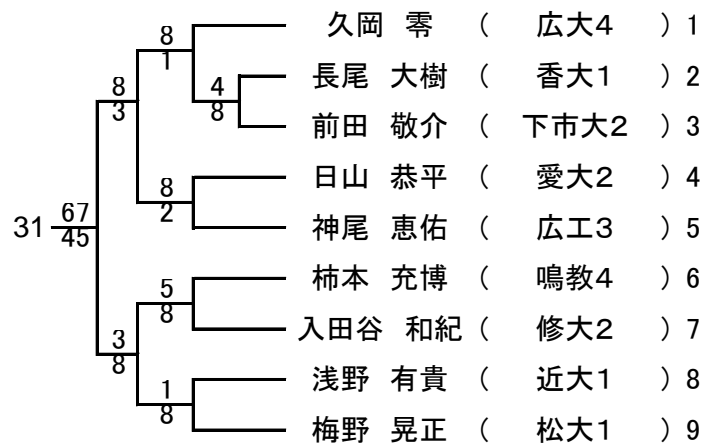 久岡 零 ( 広大4 ) 1
8
1
長尾 大樹 ( 香大1 ) 2
4
8
8
3
前田 敬介 ( 下市大2 ) 3
日山 恭平 ( 愛大2 ) 4
8
2
31 67
45
神尾 恵佑 ( 広工3 ) 5
柿本 充博 ( 鳴教4 ) 6
5
8
入田谷 和紀 ( 修大2 ) 7
3
8
浅野 有貴 ( 近大1 ) 8
1
8
梅野 晃正 ( 松大1 ) 9